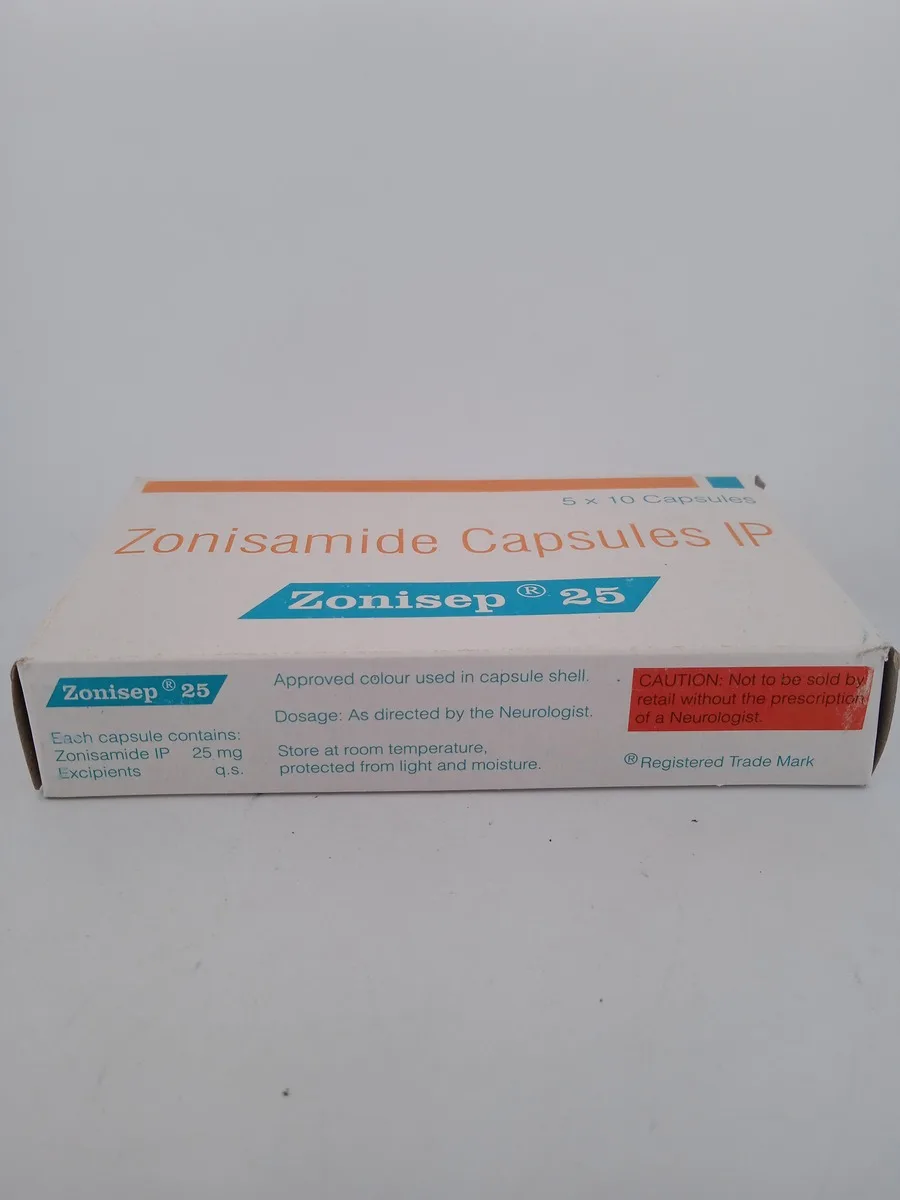 5 x 10 Capsules
Zonisamide Capsules IP
Zonisep ® 25
Zonisep ® 25
Each capsule contains:
Zonisamide IP 25 mg
Excipients q.s.
Approved colour used in capsule shell.
Dosage: As directed by the Neurologist.
Store at room temperature,
protected from light and moisture.
CAUTION: Not to be sold by
retail without the prescription
of a Neurologist.
® Registered Trade Mark